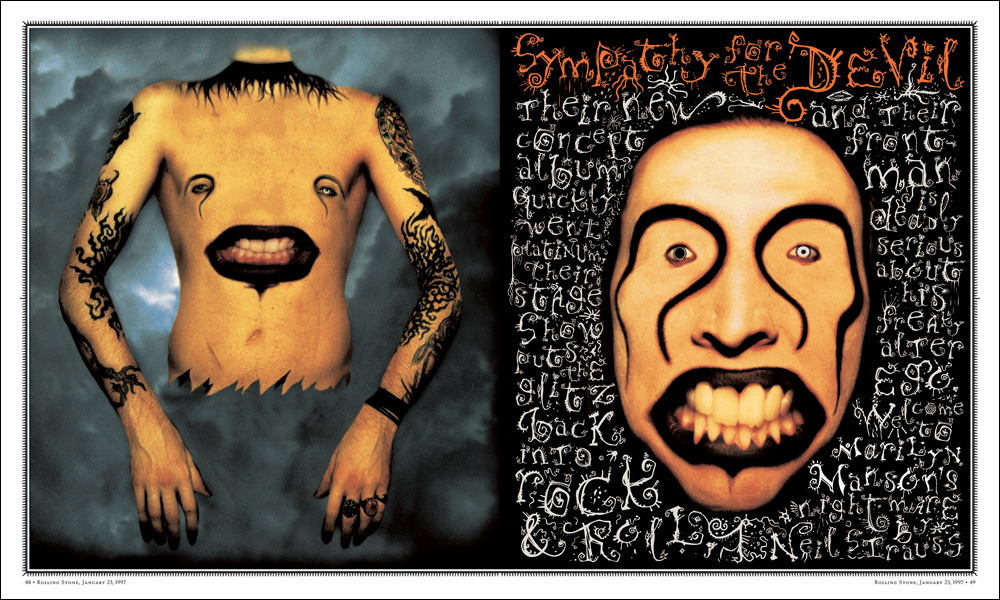 Sympathy for the Devil
Their new
concert
album
Quickly
went
platinum.
Their
stage
Show
puts the
glitz
back
into
rock
& Roll,
and their
front-
man
is
deadly
serious
about
his
freaky
alter
ego.
Welcome
to
Marilyn
Manson's
nightmare
by
Neil Strauss
48 • Rolling Stone, January 23, 1997
Rolling Stone, January 23, 1997 • 49